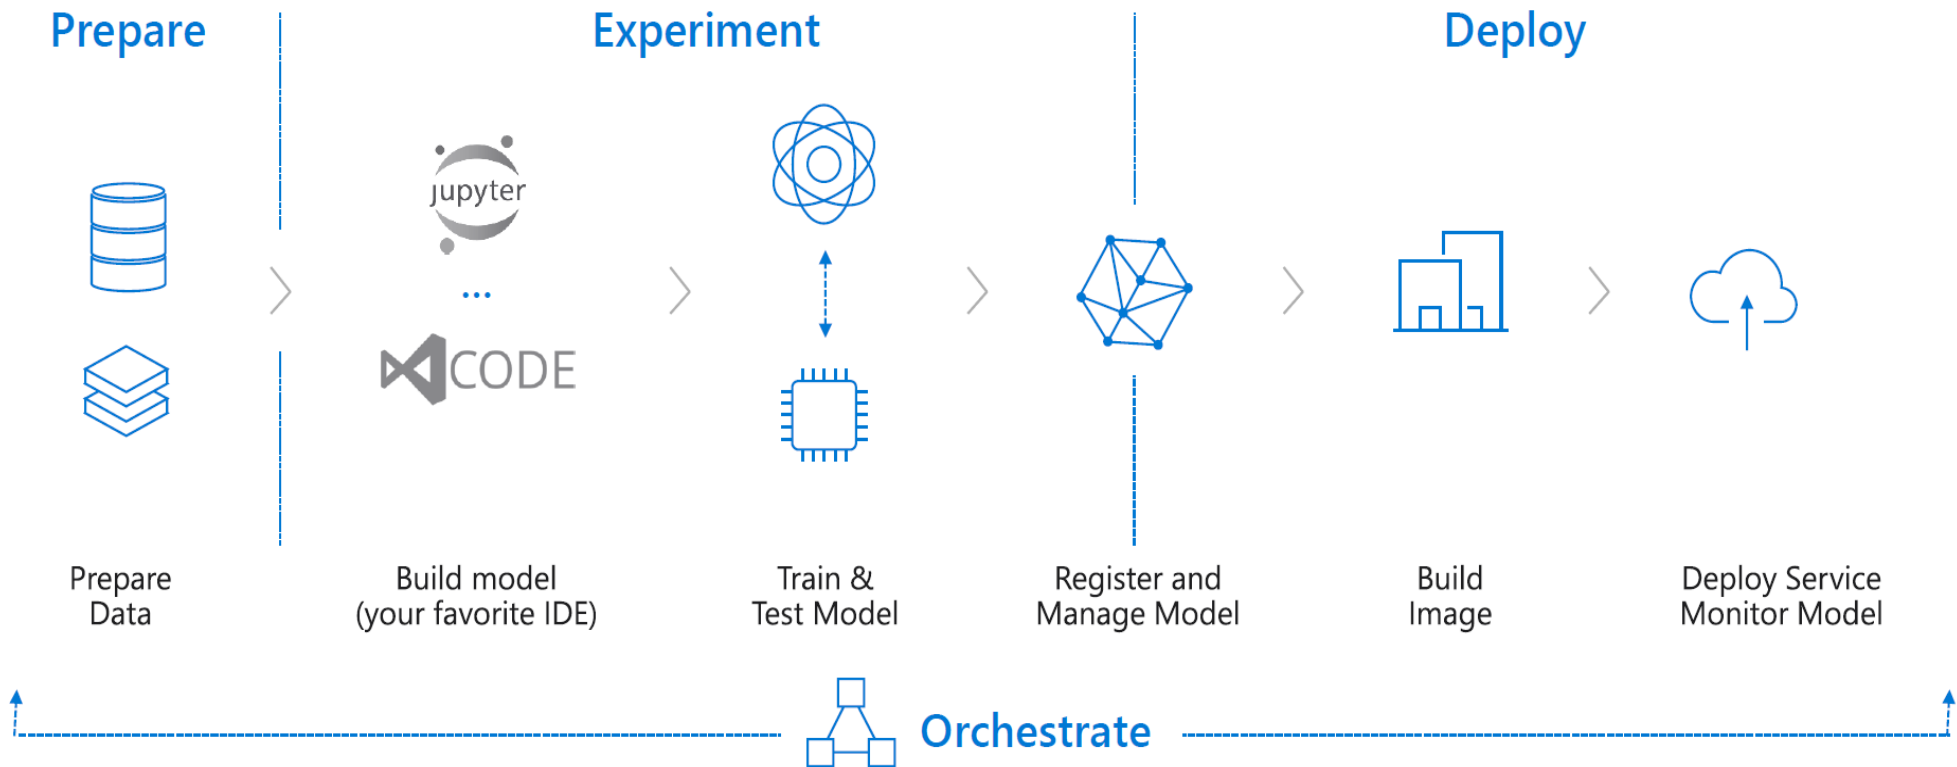 Prepare
Experiment
Deploy
jupyter
...
CODE
Prepare
Data
Build model
(your favorite IDE)
Train &
Test Model
Register and
Manage Model
Build
Image
Deploy Service
Monitor Model
Orchestrate